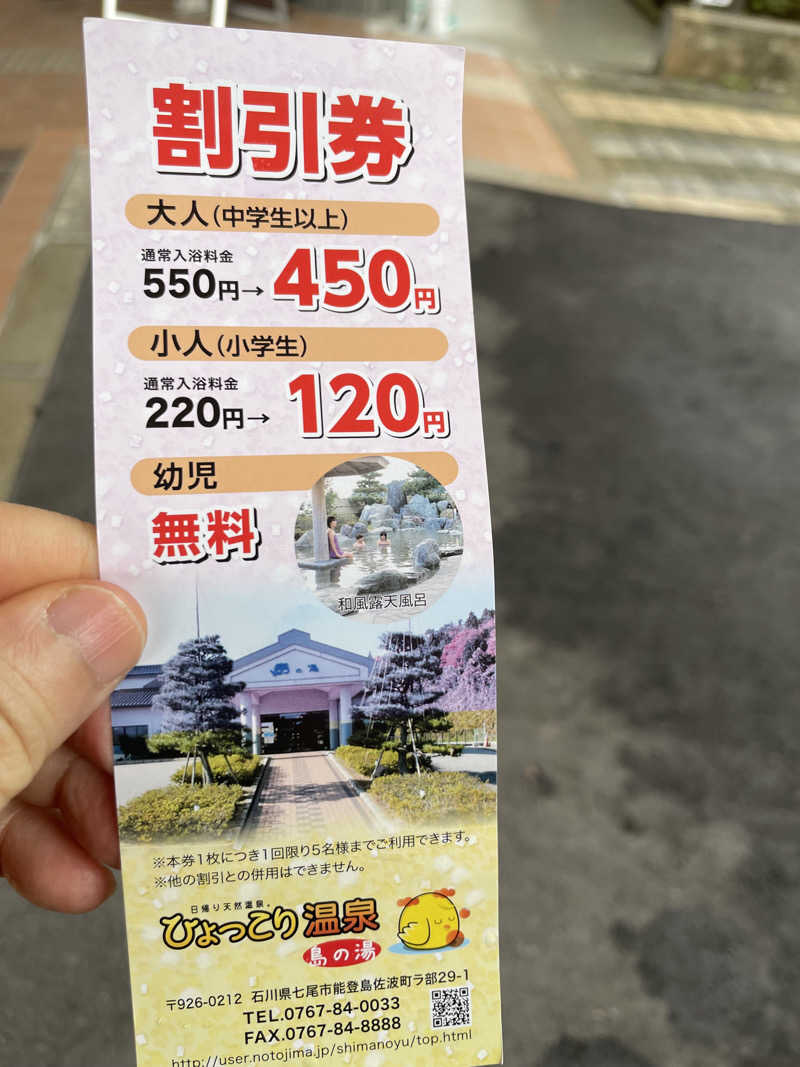 割引券
大人(中学生以上)
通常入浴料金
550円→450円
小人(小学生)
通常入浴料金
220円→120円
幼児
無料
和風露天風呂
島の湯
※本券1枚につき1回限り5名様までご利用できます。
※他の割引との併用はできません。
日帰り天然温泉。
ひょっこり温泉
島の湯
〒926-0212 石川県七尾市能登島佐波町ラ部29-1
TEL.0767-84-0033
FAX.0767-84-8888
http://user.notojima.jp/shimanoyu/top.html